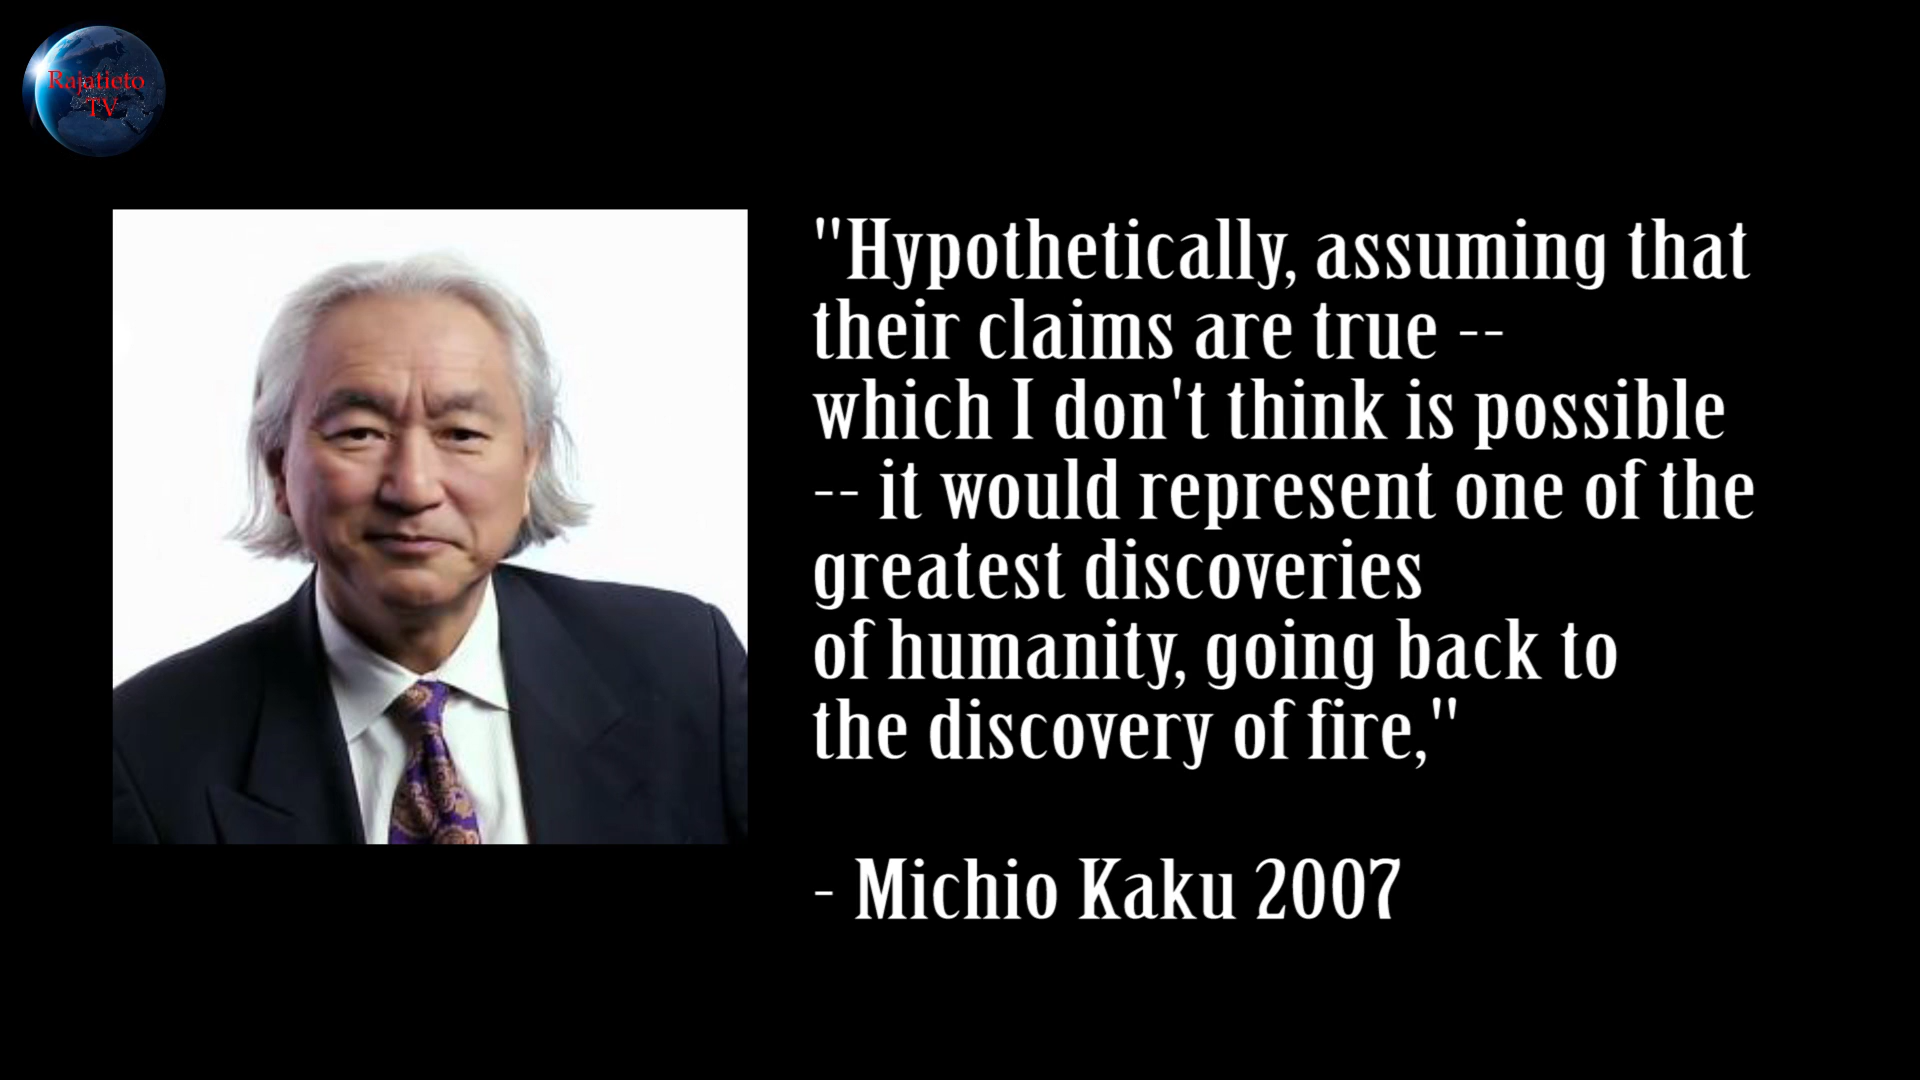 Rajatieto
TV
"Hypothetically, assuming that
their claims are true --
which I don't think is possible
-- it would represent one of the
greatest discoveries
of humanity, going back to
the discovery of fire,"
- Michio Kaku 2007